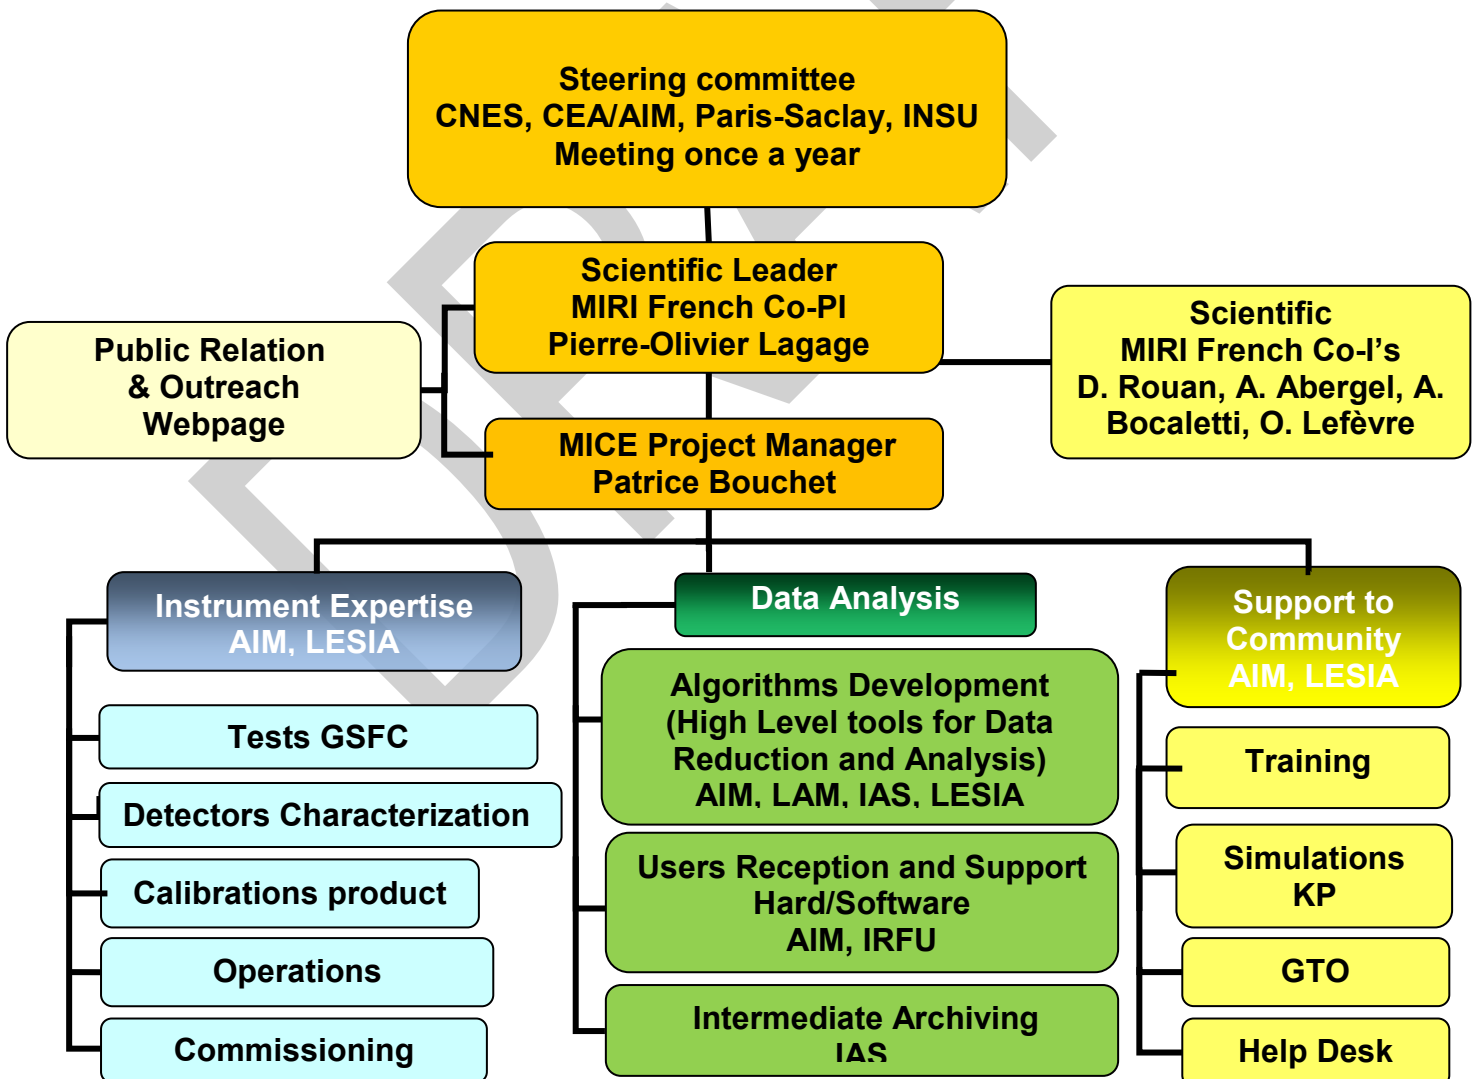 Steering committee
CNES, CEA/AIM, Paris-Saclay, INSU
Meeting once a year
Scientific Leader
MIRI French Co-PI
Pierre-Olivier Lagage
Public Relation
& Outreach
Webpage
Scientific
MIRI French Co-I's
D. Rouan, A. Abergel, A.
Bocaletti, O. Lefèvre
MICE Project Manager
Patrice Bouchet
Instrument Expertise
AIM, LESIA
Tests GSFC
Detectors Characterization
Calibrations product
Operations
Commissioning
Data Analysis
Algorithms Development
(High Level tools for Data
Reduction and Analysis)
AIM, LAM, IAS, LESIA
Users Reception and Support
Hard/Software
AIM, IRFU
Intermediate Archiving
IAS
Support to
Community
AIM, LESIA
Training
Simulations
KP
GTO
Help Desk